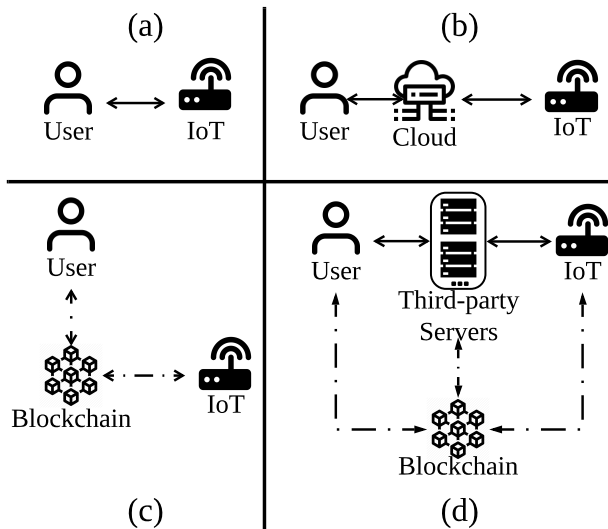 (a)
User
IoT
(b)
User
Cloud
IoT
User
Blockchain
IoT
(c)
User
Third-party
Servers
IoT
Blockchain
(d)